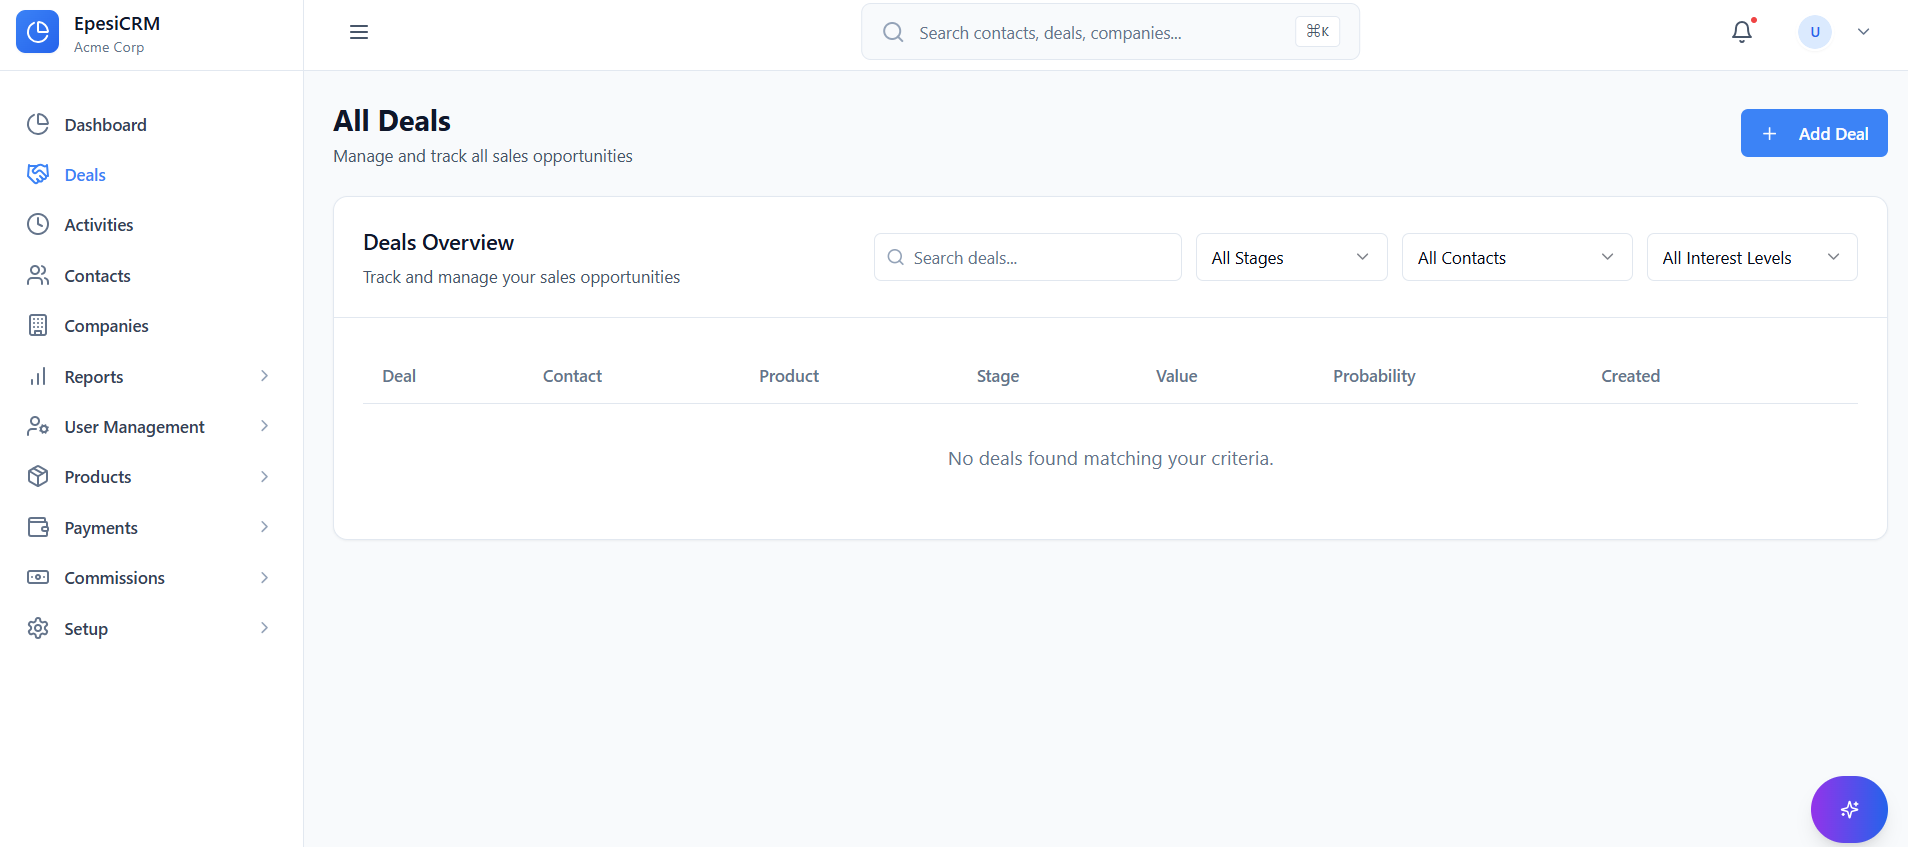 EpesiCRM
Acme Corp
Search contacts, deals, companies...
⌘K
U
Dashboard
Deals
Activities
Contacts
Companies
Reports
User Management
Products
Payments
Commissions
Setup
All Deals
Manage and track all sales opportunities
Add Deal
Deals Overview
Track and manage your sales opportunities
Search deals...
All Stages
All Contacts
All Interest Levels
Deal Contact Product Stage Value Probability Created
No deals found matching your criteria.